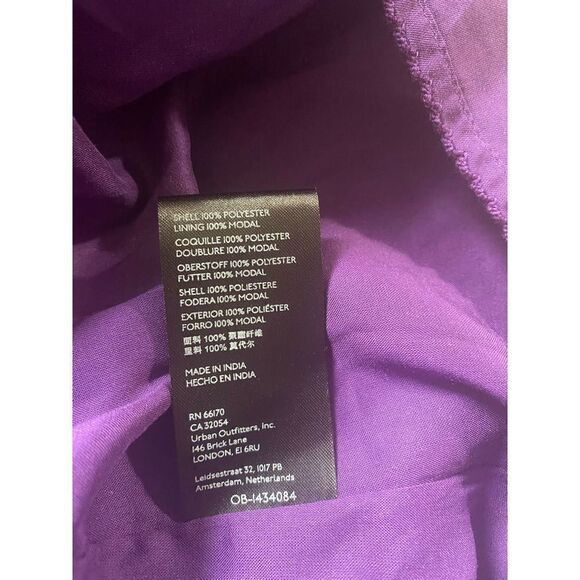 SHELL 100% POLYESTER
LINING 100% MODAL
COQUILLE 100% POLYESTER
DOUBLURE 100% MODAL
OBERSTOFF 100% POLYESTER
FUTTER 100% MODAL
SHELL 100% POLIESTERE
FODERA 100% MODAL
EXTERIOR 100% POLIÉSTER
FORRO 100% MODAL
面料 100% 聚酯纤维
里料 100% 莫代尔
MADE IN INDIA
HECHO EN INDIA
RN 66170
CA 32054
Urban Outfitters, Inc.
146 Brick Lane
LONDON, E1 6RU
Leidsestraat 32, 1017 PB
Amsterdam, Netherlands
OB-1434084